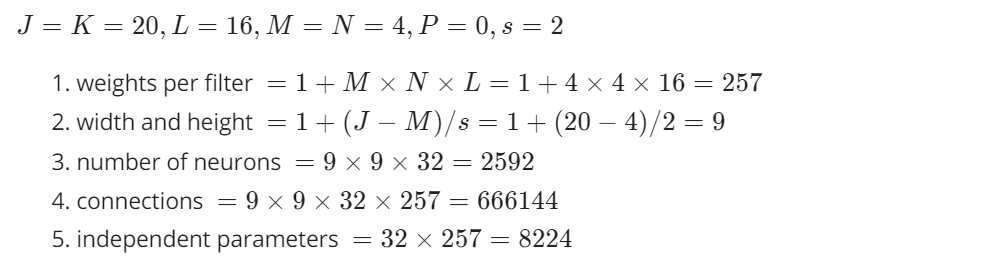 J = K = 20, L = 16, M = N = 4, P = 0, s = 2
1. weights per filter = 1 + M × N × L = 1 + 4 × 4 × 16 = 257
2. width and height = 1 + (J − M)/s = 1 + (20 − 4)/2 = 9
3. number of neurons = 9 × 9 × 32 = 2592
4. connections = 9 × 9 × 32 × 257 = 666144
5. independent parameters = 32 × 257 = 8224